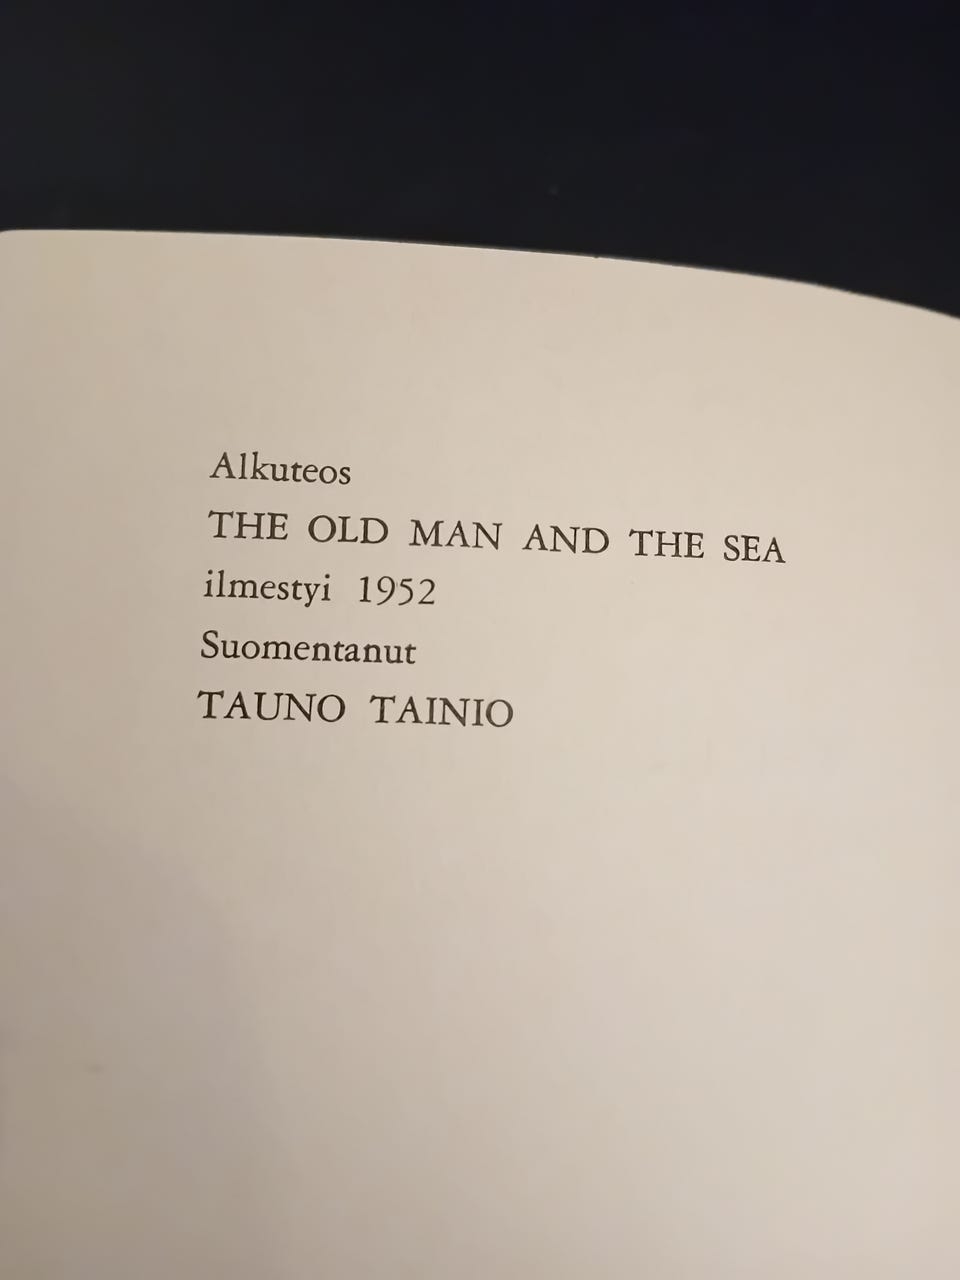 Alkuteos
THE OLD MAN AND THE SEA
ilmestyi 1952
Suomentanut
TAUNO TAINIO